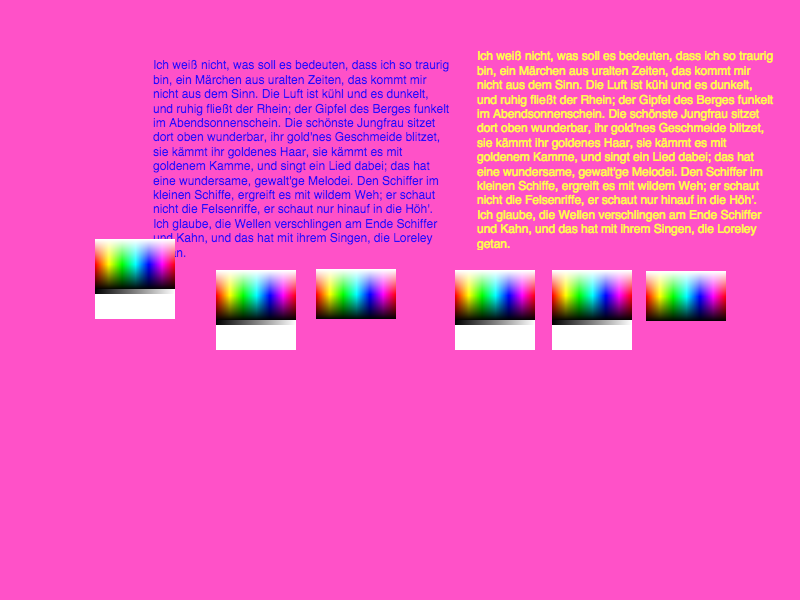 Ich weiß nicht, was soll es bedeuten, dass ich so traurig
bin, ein Märchen aus uralten Zeiten, das kommt mir
nicht aus dem Sinn. Die Luft ist kühl und es dunkelt,
und ruhig fließt der Rhein; der Gipfel des Berges funkelt
im Abendsonnenschein. Die schönste Jungfrau sitzet
dort oben wunderbar, ihr gold'nes Geschmeide blitzet,
sie kämmt ihr goldenes Haar, sie kämmt es mit
goldenem Kamme, und singt ein Lied dabei; das hat
eine wundersame, gewalt'ge Melodei. Den Schiffer im
kleinen Schiffe, ergreift es mit wildem Weh; er schaut
nicht die Felsenriffe, er schaut nur hinauf in die Höh'.
Ich glaube, die Wellen verschlingen am Ende Schiffer
und Kahn, und das hat mit ihrem Singen, die Loreley
Ich weiß nicht, was soll es bedeuten, dass ich so traurig
bin, ein Märchen aus uralten Zeiten, das kommt mir
nicht aus dem Sinn. Die Luft ist kühl und es dunkelt,
und ruhig fließt der Rhein; der Gipfel des Berges funkelt
im Abendsonnenschein. Die schönste Jungfrau sitzet
dort oben wunderbar, ihr gold'nes Geschmeide blitzet,
sie kämmt ihr goldenes Haar, sie kämmt es mit
goldenem Kamme, und singt ein Lied dabei; das hat
eine wundersame, gewalt'ge Melodei. Den Schiffer im
kleinen Schiffe, ergreift es mit wildem Weh; er schaut
nicht die Felsenriffe, er schaut nur hinauf in die Höh'.
Ich glaube, die Wellen verschlingen am Ende Schiffer
und Kahn, und das hat mit ihrem Singen, die Loreley
getan.